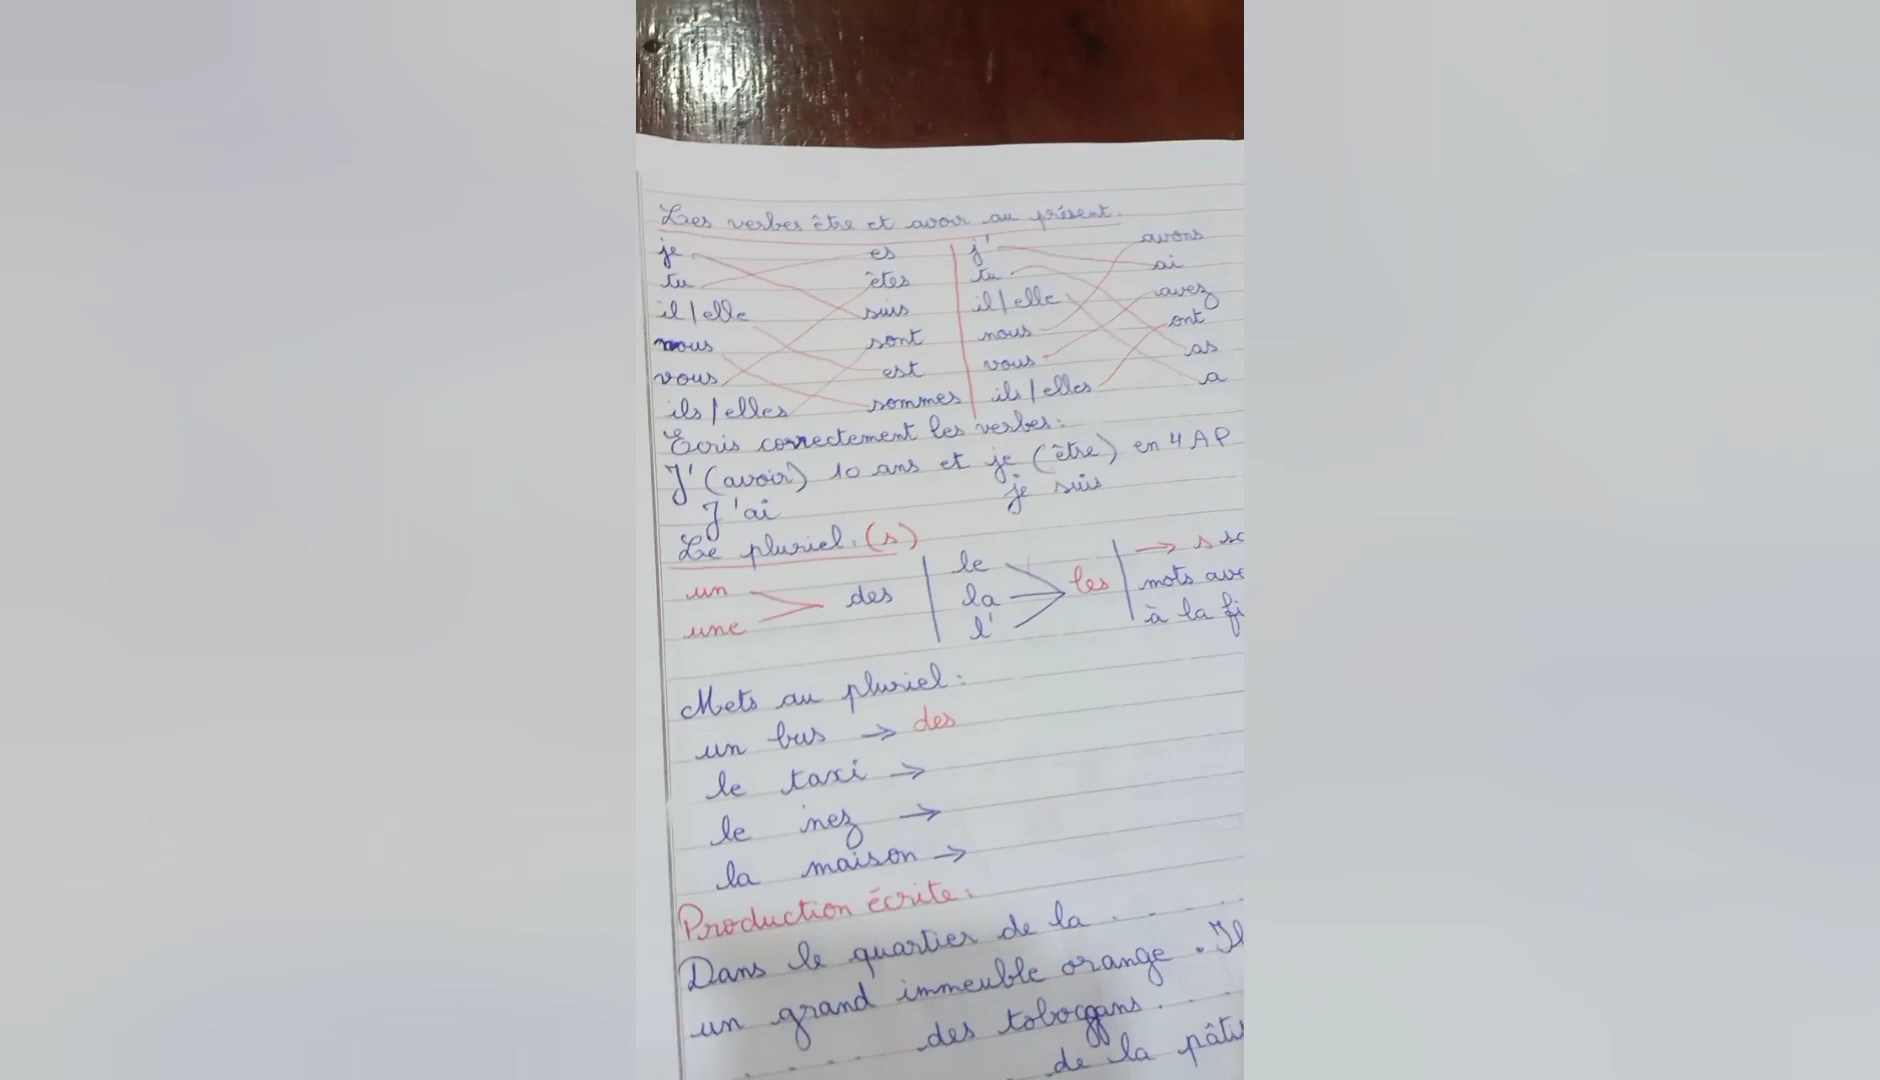 Les verbes être et avoir au présent.
je es j' avons
tu êtes tu ai
il/elle suis il/elle avez
nous sont nous ont
vous est vous as
ils/elles sommes ils/elles a
Ecris correctement les verbes:
J' (avoir) 10 ans et je (être) en 4 AP
J'ai je suis
Le pluriel. (s)
un des le les → s
une la mots
l' à la
Mets au pluriel:
un bus → des
le taxi →
le nez →
la maison →
Production écrite:
Dans le quartier de la . . . .
un grand immeuble orange. Il
. . . . des toboggans. . . .
de la